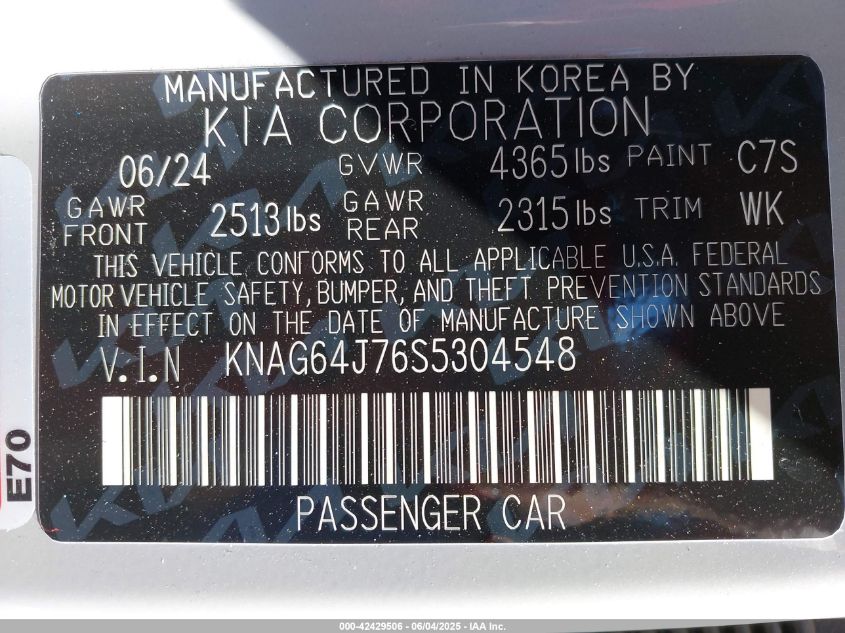 MANUFACTURED IN KOREA BY
KIA CORPORATION
06/24 GVWR 4365 lbs PAINT C7S
GAWR FRONT 2513 lbs GAWR REAR 2315 lbs TRIM WK
THIS VEHICLE CONFORMS TO ALL APPLICABLE U.S.A. FEDERAL
MOTOR VEHICLE SAFETY, BUMPER, AND THEFT PREVENTION STANDARDS
IN EFFECT ON THE DATE OF MANUFACTURE SHOWN ABOVE
V.I.N KNAG64J76S5304548
PASSENGER CAR
E70
000-42429506 - 06/04/2025 - IAA Inc.